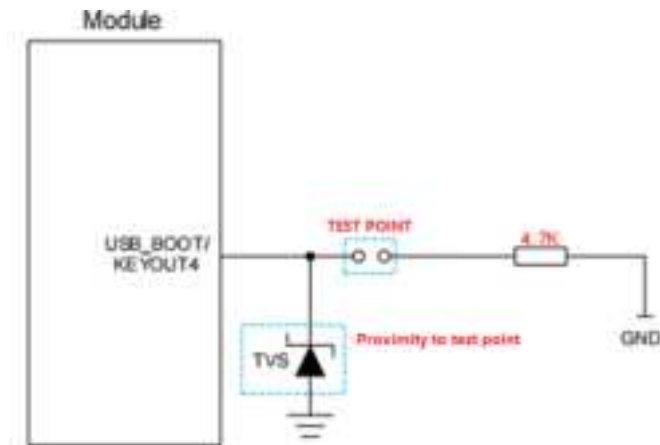 Module
TEST POINT
4.7K
USB_BOOT/
KEYOUT4
GND
Proximity to test point
TVS